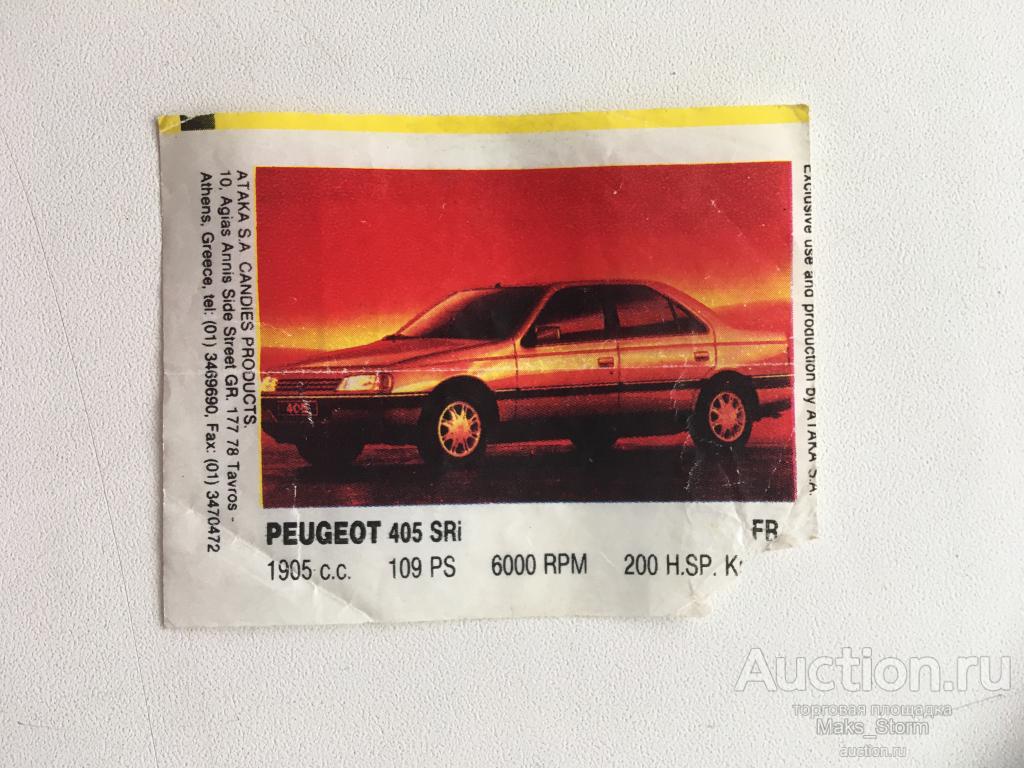 ATAKA S.A CANDIES PRODUCTS.
10, Agias Annis Side Street GR. 177 78 Tavros -
Athens, Greece, tel: (01) 3469690, Fax: (01) 3470472
Exclusive use and production by ATAKA S.A.
405
PEUGEOT 405 SRi
1905 c.c. 109 PS 6000 RPM 200 H.SP.
Auction.ru
торговая площадка
Maks_Storm
auction.ru